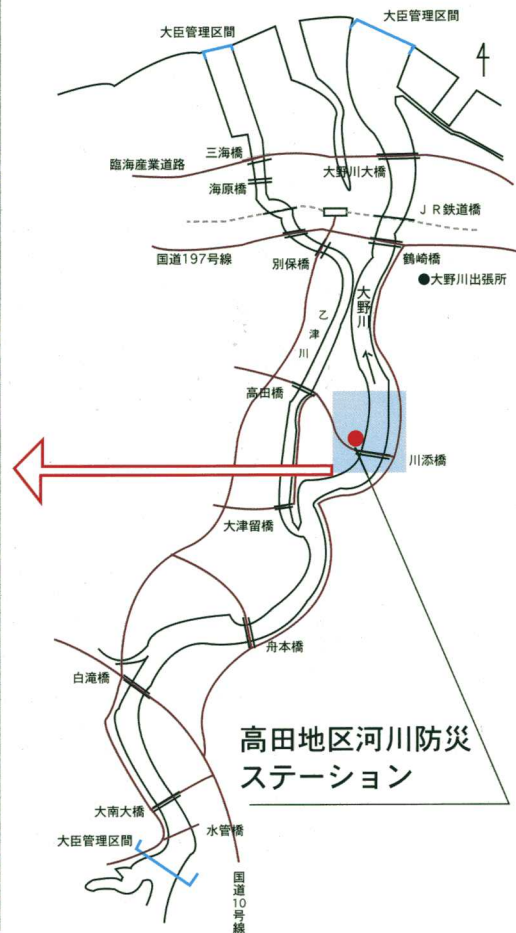 大臣管理区間
大臣管理区間
三海橋
臨海産業道路
大野川大橋
海原橋
JR鉄道橋
国道197号線
別保橋
鶴崎橋
●大野川出張所
大野川
乙津川
高田橋
川添橋
大津留橋
舟本橋
白滝橋
高田地区河川防災
ステーション
大南大橋
水管橋
大臣管理区間
国道10号線